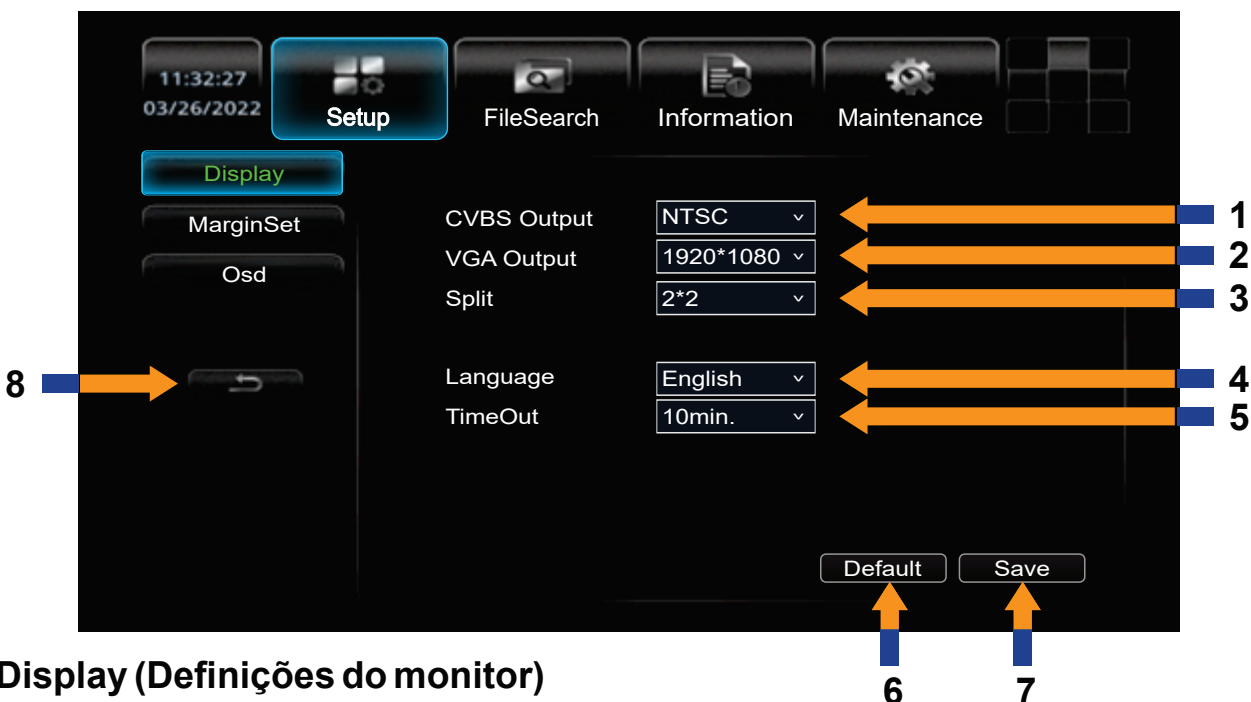 11:32:27
03/26/2022
Setup
FileSearch
Information
Maintenance
Display
MarginSet
Osd
CVBS Output NTSC 1
VGA Output 1920*1080 2
Split 2*2 3
8
Language English 4
TimeOut 10min. 5
Default Save
6 7
Display (Definições do monitor)